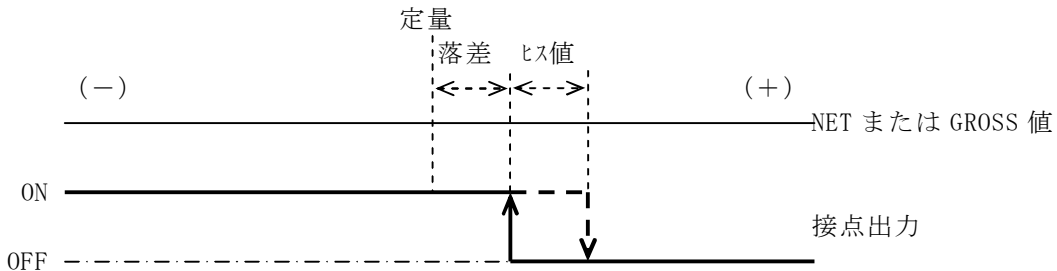 定量
落差 ﾋｽ値
(－) (＋)
NET または GROSS 値
ON
接点出力
OFF